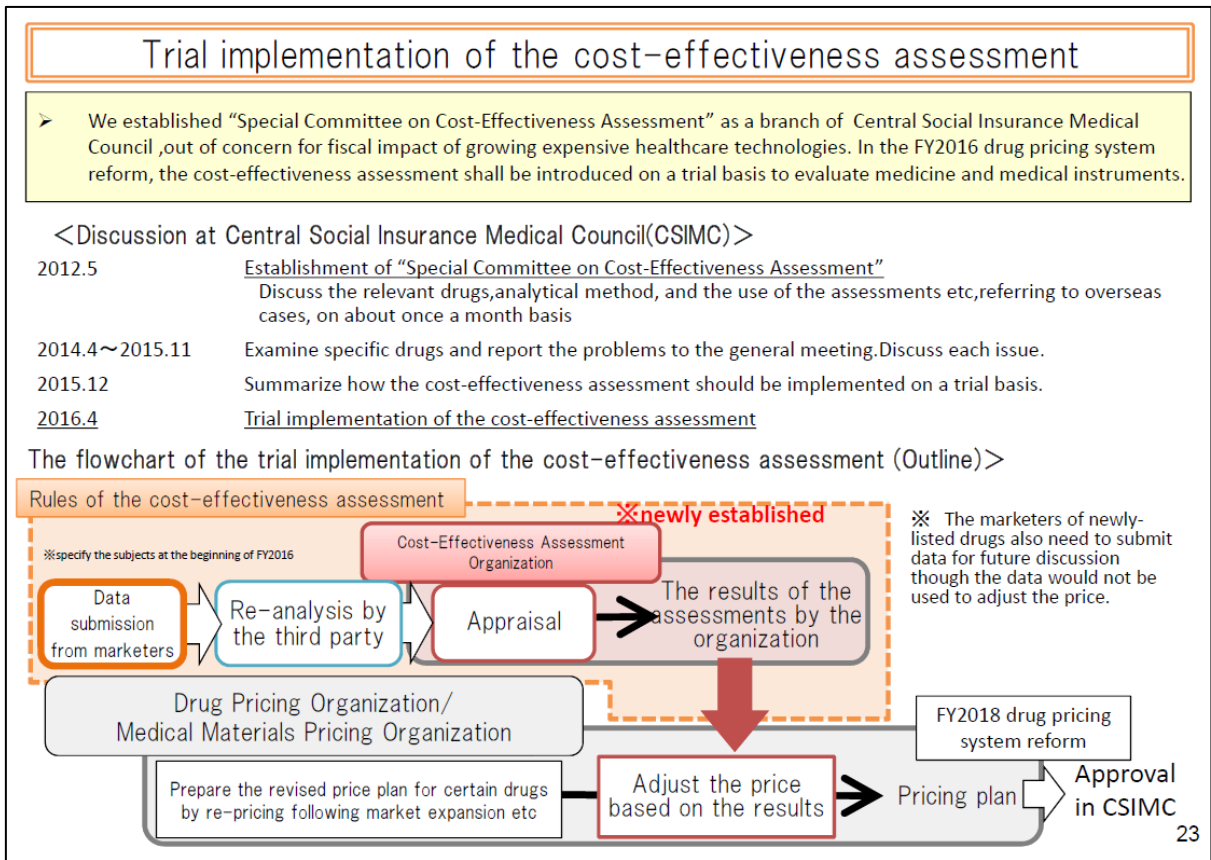 Trial implementation of the cost-effectiveness assessment
➢ We established “Special Committee on Cost-Effectiveness Assessment” as a branch of Central Social Insurance Medical
Council ,out of concern for fiscal impact of growing expensive healthcare technologies. In the FY2016 drug pricing system
reform, the cost-effectiveness assessment shall be introduced on a trial basis to evaluate medicine and medical instruments.
＜Discussion at Central Social Insurance Medical Council(CSIMC)＞
2012.5 Establishment of “Special Committee on Cost-Effectiveness Assessment”
Discuss the relevant drugs,analytical method, and the use of the assessments etc,referring to overseas
cases, on about once a month basis
2014.4～2015.11 Examine specific drugs and report the problems to the general meeting.Discuss each issue.
2015.12 Summarize how the cost-effectiveness assessment should be implemented on a trial basis.
2016.4 Trial implementation of the cost-effectiveness assessment
The flowchart of the trial implementation of the cost-effectiveness assessment (Outline)＞
Rules of the cost-effectiveness assessment
※newly established
※specify the subjects at the beginning of FY2016
Cost-Effectiveness Assessment
Organization
Data
submission
from marketers
Re-analysis by
the third party
Appraisal
The results of the
assessments by the
organization
※ The marketers of newly-
listed drugs also need to submit
data for future discussion
though the data would not be
used to adjust the price.
Drug Pricing Organization/
Medical Materials Pricing Organization
FY2018 drug pricing
system reform
Prepare the revised price plan for certain drugs
by re-pricing following market expansion etc
Adjust the price
based on the results
Pricing plan
Approval
in CSIMC
23